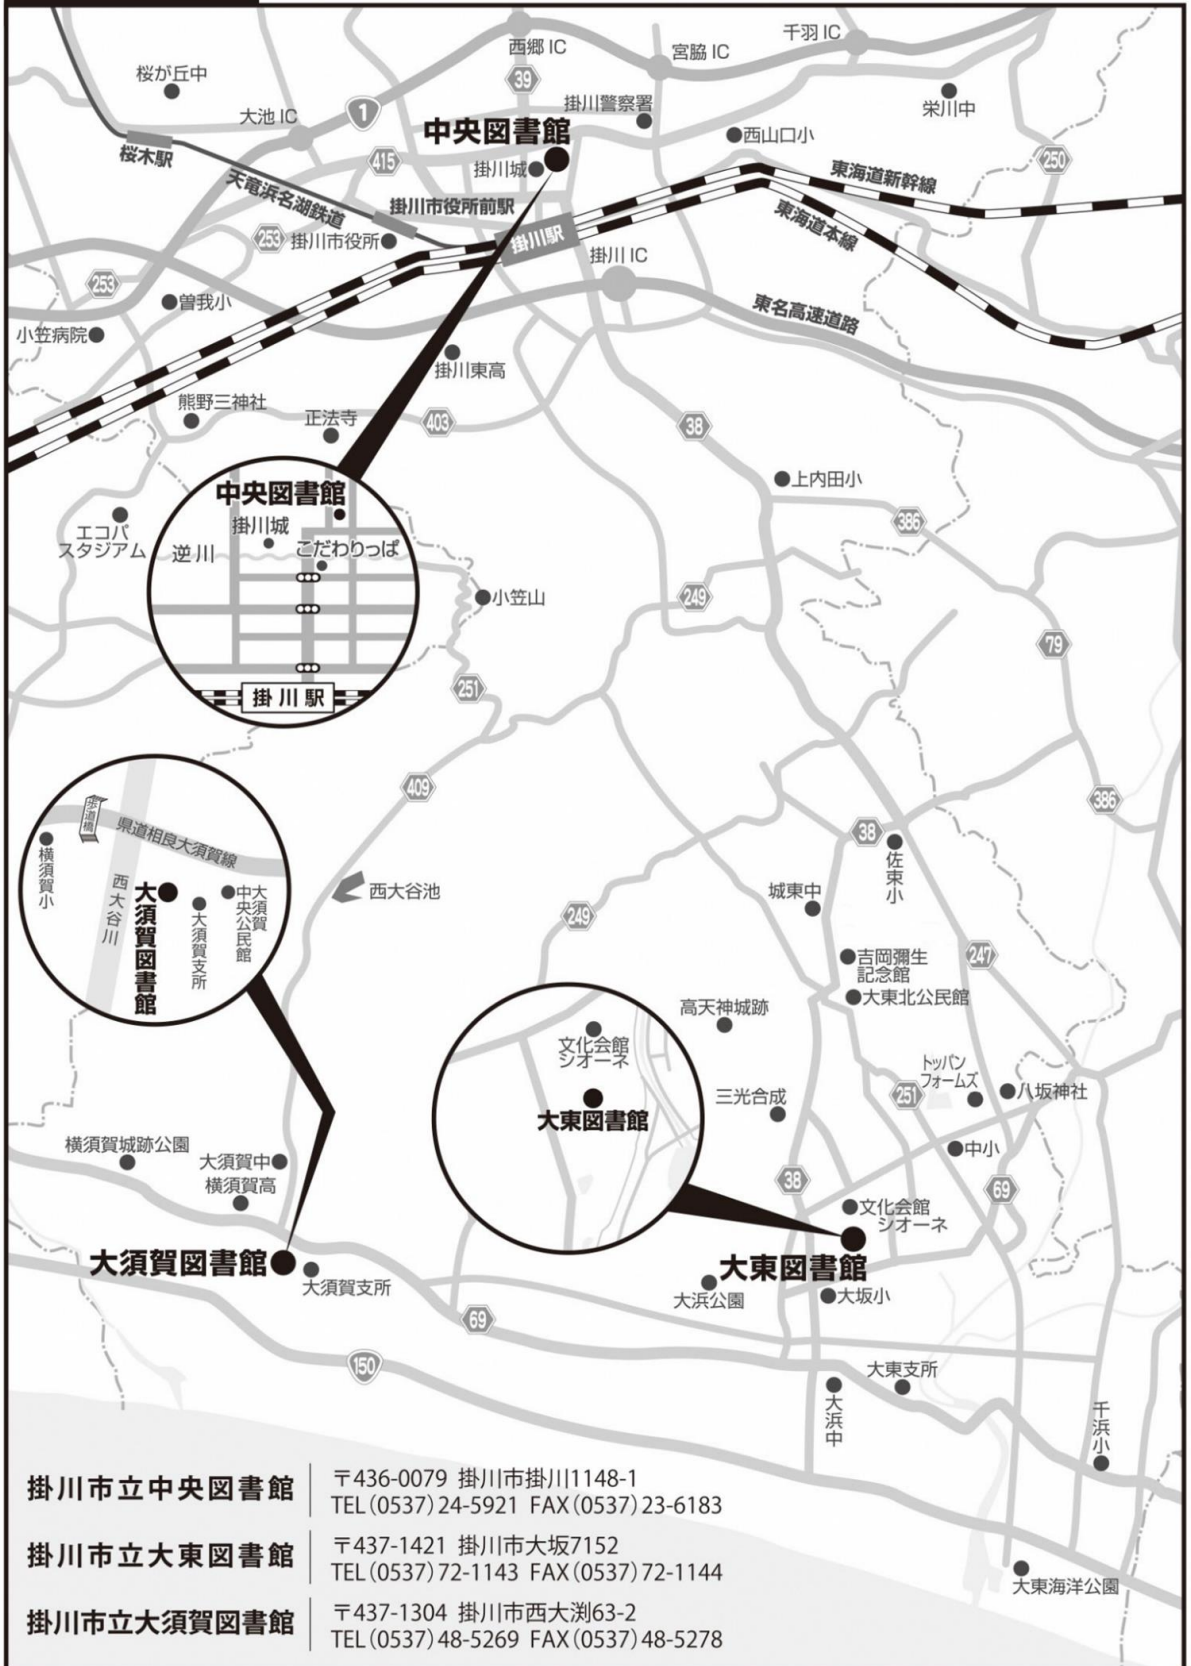 千羽 IC
西郷 IC
宮脇 IC
桜が丘中
39
掛川警察署
栄川中
大池 IC
1
中央図書館
西山口小
桜木駅
415
掛川城
250
東海道新幹線
天竜浜名湖鉄道
掛川市役所前駅
東海道本線
253
掛川市役所
掛川駅
掛川 IC
253
曽我小
東名高速道路
小笠病院
掛川東高
熊野三神社
正法寺
403
38
上内田小
中央図書館
掛川城
逆川
こだわりっぱ
掛川駅
エコパ
スタジアム
386
小笠山
249
79
251
409
386
歩道橋
県道相良大須賀線
横須賀小
西大谷川
大須賀図書館
大須賀支所
大須賀
中央公民館
西大谷池
38
佐束小
城東中
249
吉岡彌生
記念館
247
大東北公民館
高天神城跡
文化会館
シオーネ
大東図書館
トッパン
フォームズ
251
八坂神社
三光合成
中小
横須賀城跡公園
大須賀中
横須賀高
38
69
文化会館
シオーネ
大須賀図書館
大東図書館
大須賀支所
大浜公園
大坂小
69
150
大東支所
大浜中
千浜小
大東海洋公園
掛川市立中央図書館
〒436-0079 掛川市掛川1148-1
TEL(0537)24-5921 FAX(0537)23-6183
掛川市立大東図書館
〒437-1421 掛川市大坂7152
TEL(0537)72-1143 FAX(0537)72-1144
掛川市立大須賀図書館
〒437-1304 掛川市西大渕63-2
TEL(0537)48-5269 FAX(0537)48-5278